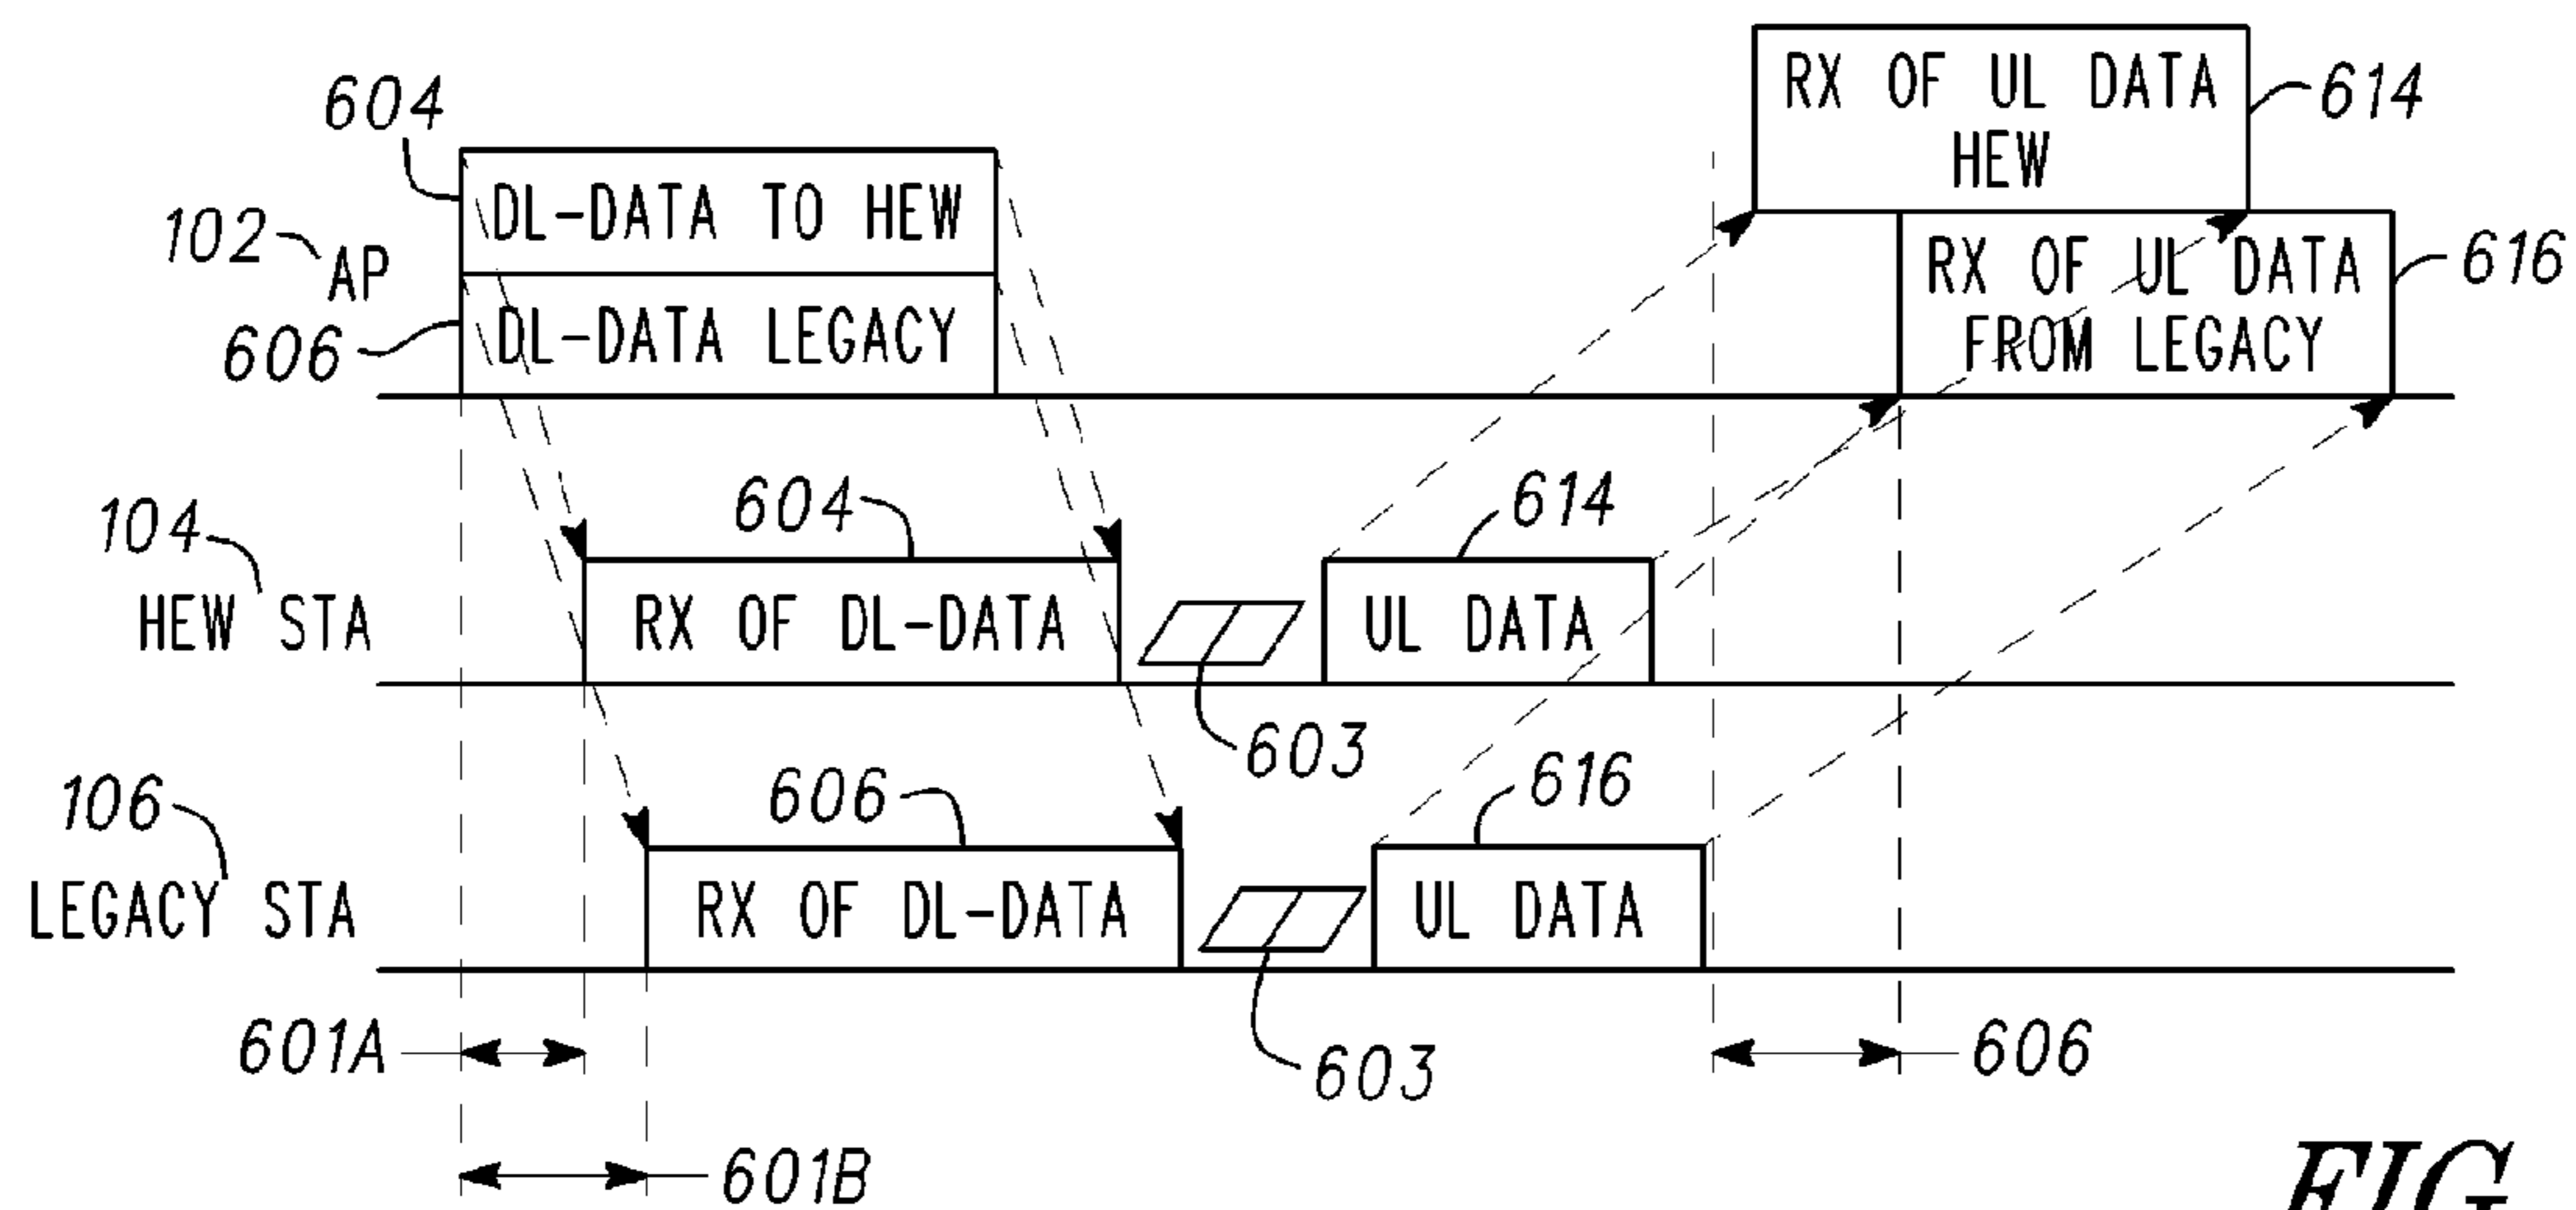 604
DL-DATA TO HEW
102
AP
606
DL-DATA LEGACY
RX OF UL DATA
HEW
614
RX OF UL DATA
FROM LEGACY
616
104
HEW STA
604
RX OF DL-DATA
603
614
UL DATA
106
LEGACY STA
606
RX OF DL-DATA
603
616
UL DATA
601A
601B
606
FIG